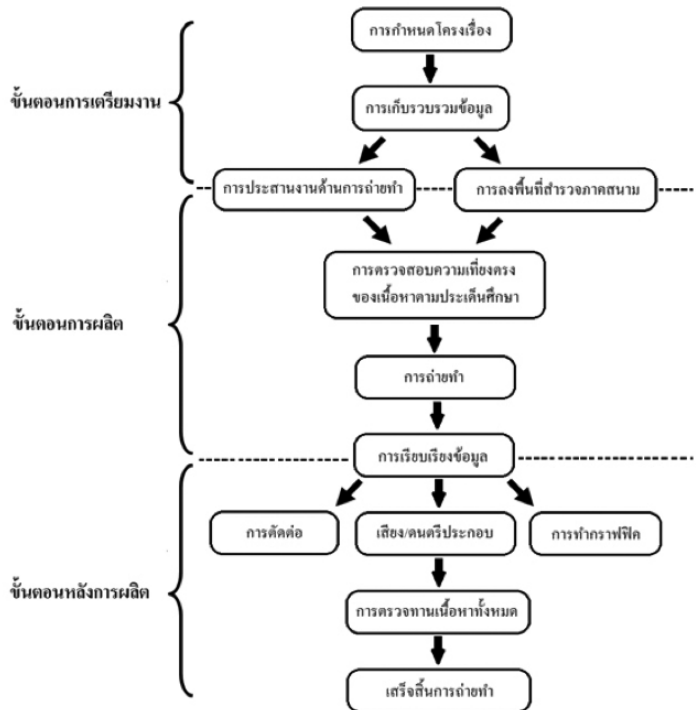 การกำหนดโครงเรื่อง
ขั้นตอนการเตรียมงาน
การเก็บรวบรวมข้อมูล
การประสานงานด้านการถ่ายทำ
การลงพื้นที่สำรวจภาคสนาม
การตรวจสอบความเที่ยงตรง
ของเนื้อหาตามประเด็นศึกษา
ขั้นตอนการผลิต
การถ่ายทำ
การเรียบเรียงข้อมูล
การตัดต่อ
เสียง/ดนตรีประกอบ
การทำกราฟฟิค
ขั้นตอนหลังการผลิต
การตรวจทานเนื้อหาทั้งหมด
เสร็จสิ้นการถ่ายทำ